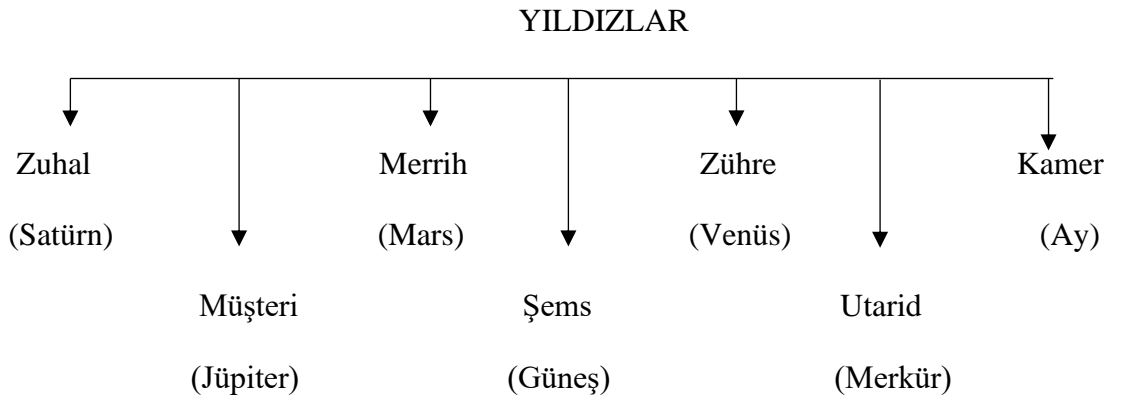 YILDIZLAR
Zuhal Merrih Zühre Kamer
(Satürn) (Mars) (Venüs) (Ay)
Müşteri Şems Utarid
(Jüpiter) (Güneş) (Merkür)